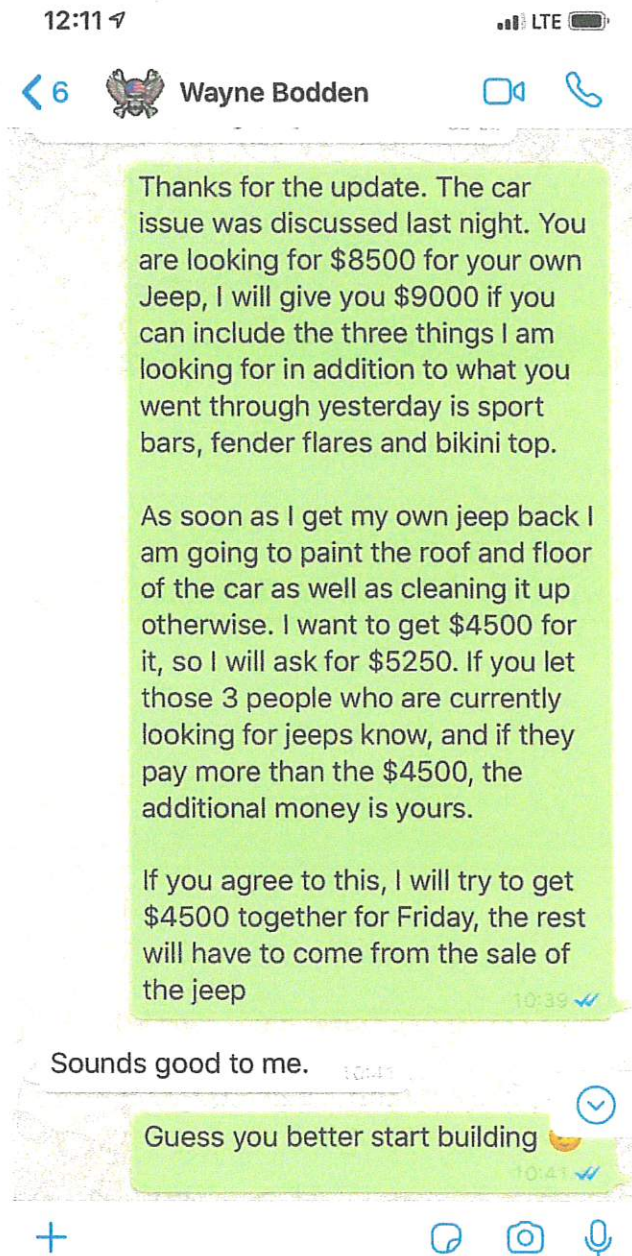 12:11
LTE
6
Wayne Bodden
Thanks for the update. The car
issue was discussed last night. You
are looking for $8500 for your own
Jeep, I will give you $9000 if you
can include the three things I am
looking for in addition to what you
went through yesterday is sport
bars, fender flares and bikini top.
As soon as I get my own jeep back I
am going to paint the roof and floor
of the car as well as cleaning it up
otherwise. I want to get $4500 for
it, so I will ask for $5250. If you let
those 3 people who are currently
looking for jeeps know, and if they
pay more than the $4500, the
additional money is yours.
If you agree to this, I will try to get
$4500 together for Friday, the rest
will have to come from the sale of
the jeep
10:39
Sounds good to me.
10:41
Guess you better start building
10:41